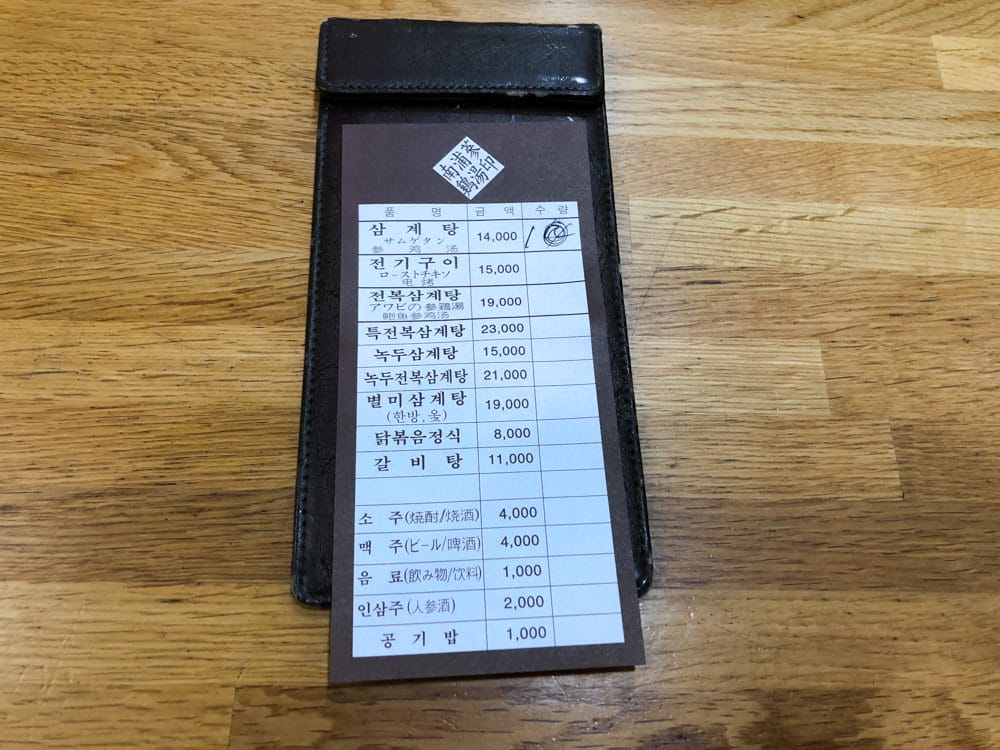 南浦蔘
鷄湯印
품 명 금 액 수 량
삼 계 탕 14,000 1
サムゲタン
参 鸡 汤
전 기 구 이 15,000
ローストチキン
电 烤
전복삼계탕 19,000
アワビの参鶏湯
鲍鱼参鸡汤
특전복삼계탕 23,000
녹두삼계탕 15,000
녹두전복삼계탕 21,000
별미삼계탕 19,000
(한방,옻)
닭볶음정식 8,000
갈 비 탕 11,000
소 주(焼酎/烧酒) 4,000
맥 주(ビール/啤酒) 4,000
음 료(飲み物/饮料) 1,000
인삼주(人参酒) 2,000
공 기 밥 1,000